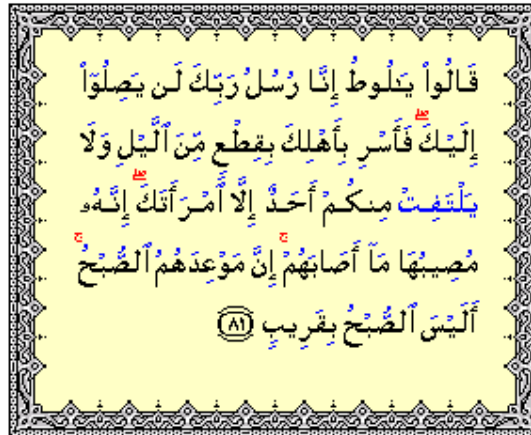 قَالُوا۟ يَـٰلُوطُ إِنَّا رُسُلُ رَبِّكَ لَن يَصِلُوٓا۟
إِلَيْكَ ۖ فَأَسْرِ بِأَهْلِكَ بِقِطْعٍ مِّنَ ٱلَّيْلِ وَلَا
يَلْتَفِتْ مِنكُمْ أَحَدٌ إِلَّا ٱمْرَأَتَكَ ۖ إِنَّهُۥ
مُصِيبُهَا مَآ أَصَابَهُمْ ۚ إِنَّ مَوْعِدَهُمُ ٱلصُّبْحُ ۚ
أَلَيْسَ ٱلصُّبْحُ بِقَرِيبٍ ٨١